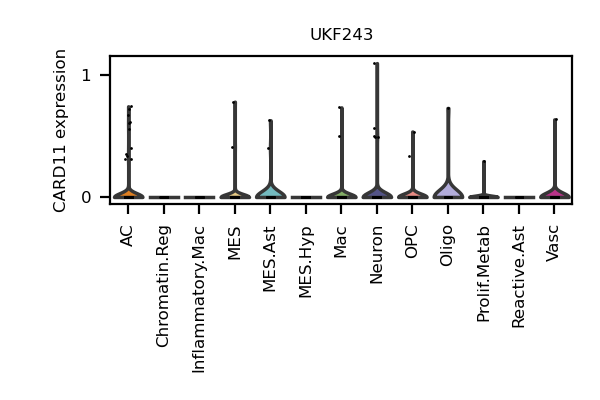 UKF243
CARD11 expression
1
0
AC
Chromatin.Reg
Inflammatory.Mac
MES
MES.Ast
MES.Hyp
Mac
Neuron
OPC
Oligo
Prolif.Metab
Reactive.Ast
Vasc